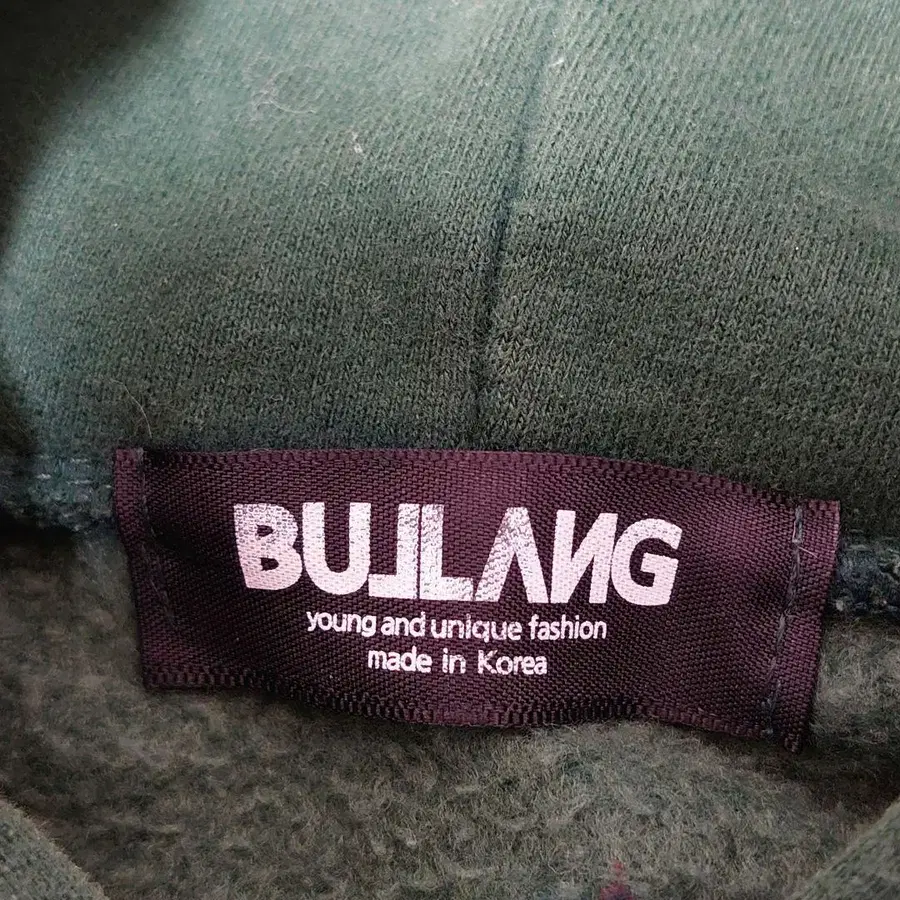 BULLANG
young and unique fashion
made in Korea